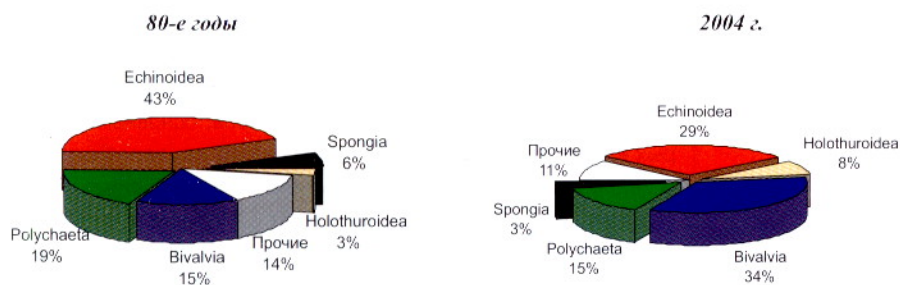 80-е годы
Echinoidea
43%
Spongia
6%
Holothuroidea
3%
Прочие
14%
Bivalvia
15%
Polychaeta
19%
2004 г.
Echinoidea
29%
Holothuroidea
8%
Bivalvia
34%
Polychaeta
15%
Spongia
3%
Прочие
11%